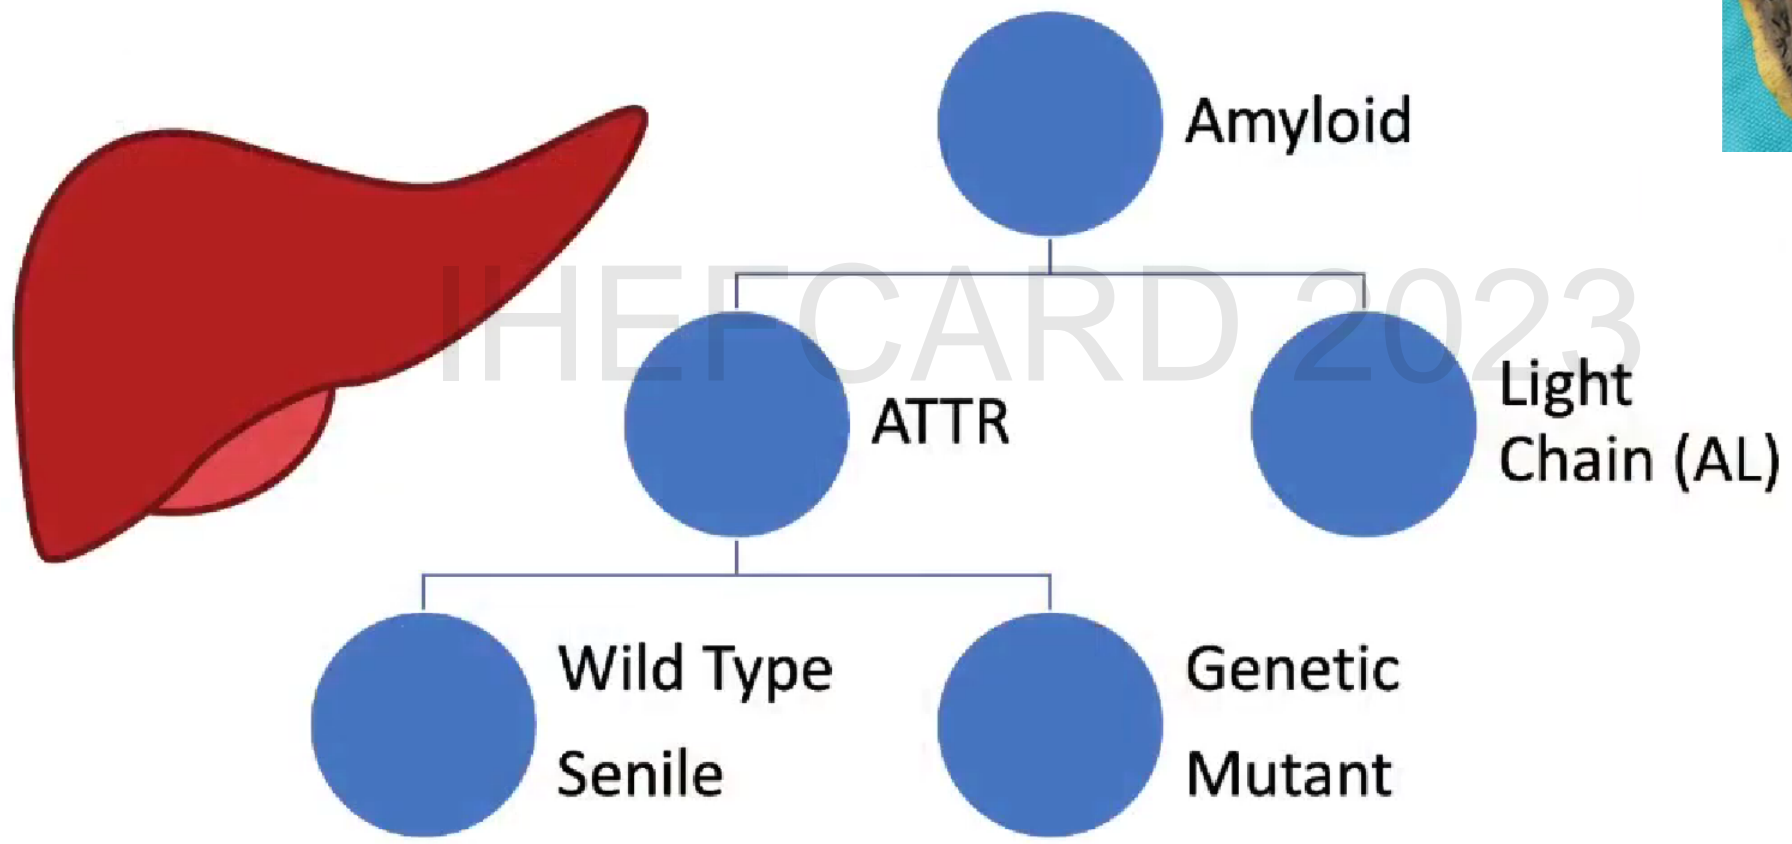 Amyloid
IHEFCARD 2023
ATTR
Light
Chain (AL)
Wild Type
Senile
Genetic
Mutant